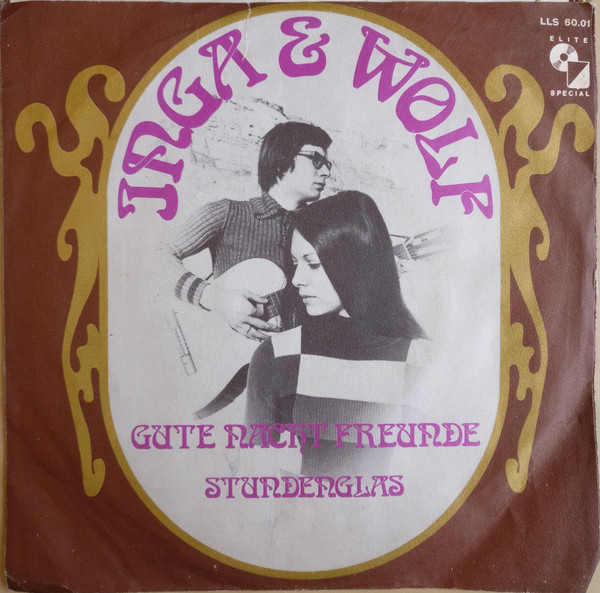 INGA & WOLF
LLS 60.01
ELITE
SPECIAL
GUTE NACHT FREUNDE
STUNDENGLAS